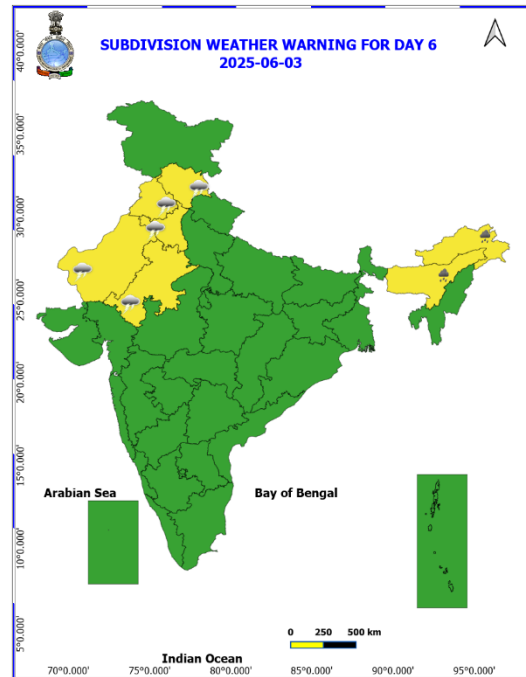 SUBDIVISION WEATHER WARNING FOR DAY 6
2025-06-03
40°0.000'
35°0.000'
30°0.000'
25°0.000'
20°0.000'
15°0.000'
10°0.000'
5°0.000'
Arabian Sea
Bay of Bengal
0 250 500 km
Indian Ocean
70°0.000' 75°0.000' 85°0.000' 90°0.000' 95°0.000'